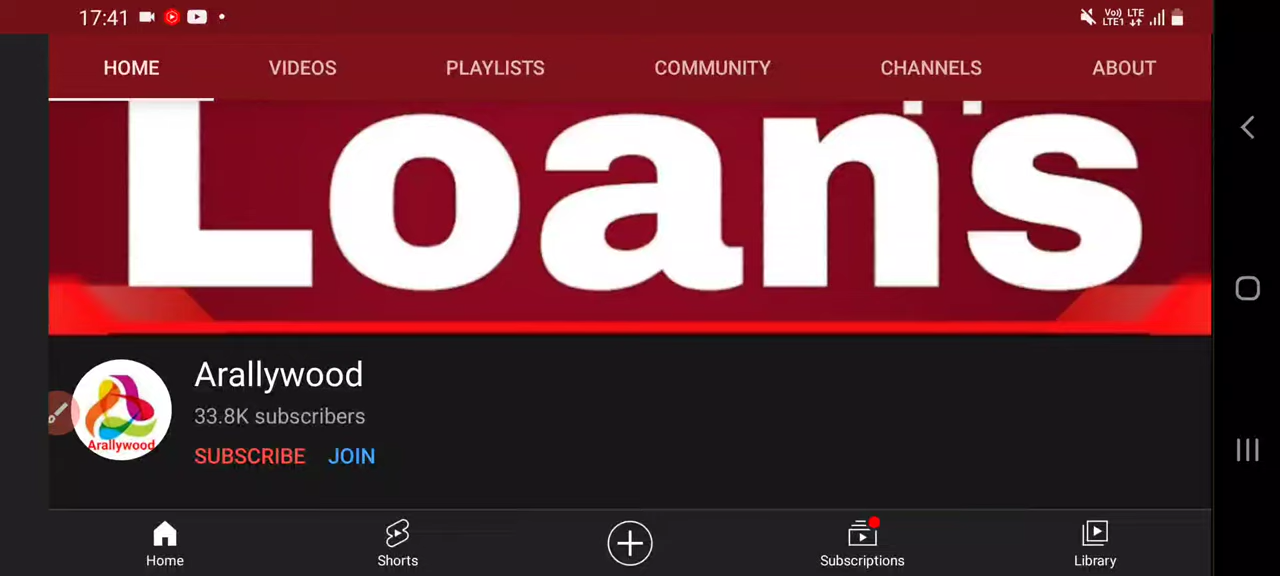 17:41
Vo) LTE
LTE1
HOME VIDEOS PLAYLISTS COMMUNITY CHANNELS ABOUT
Loans
Arallywood
Arallywood
33.8K subscribers
SUBSCRIBE JOIN
Home Shorts Subscriptions Library